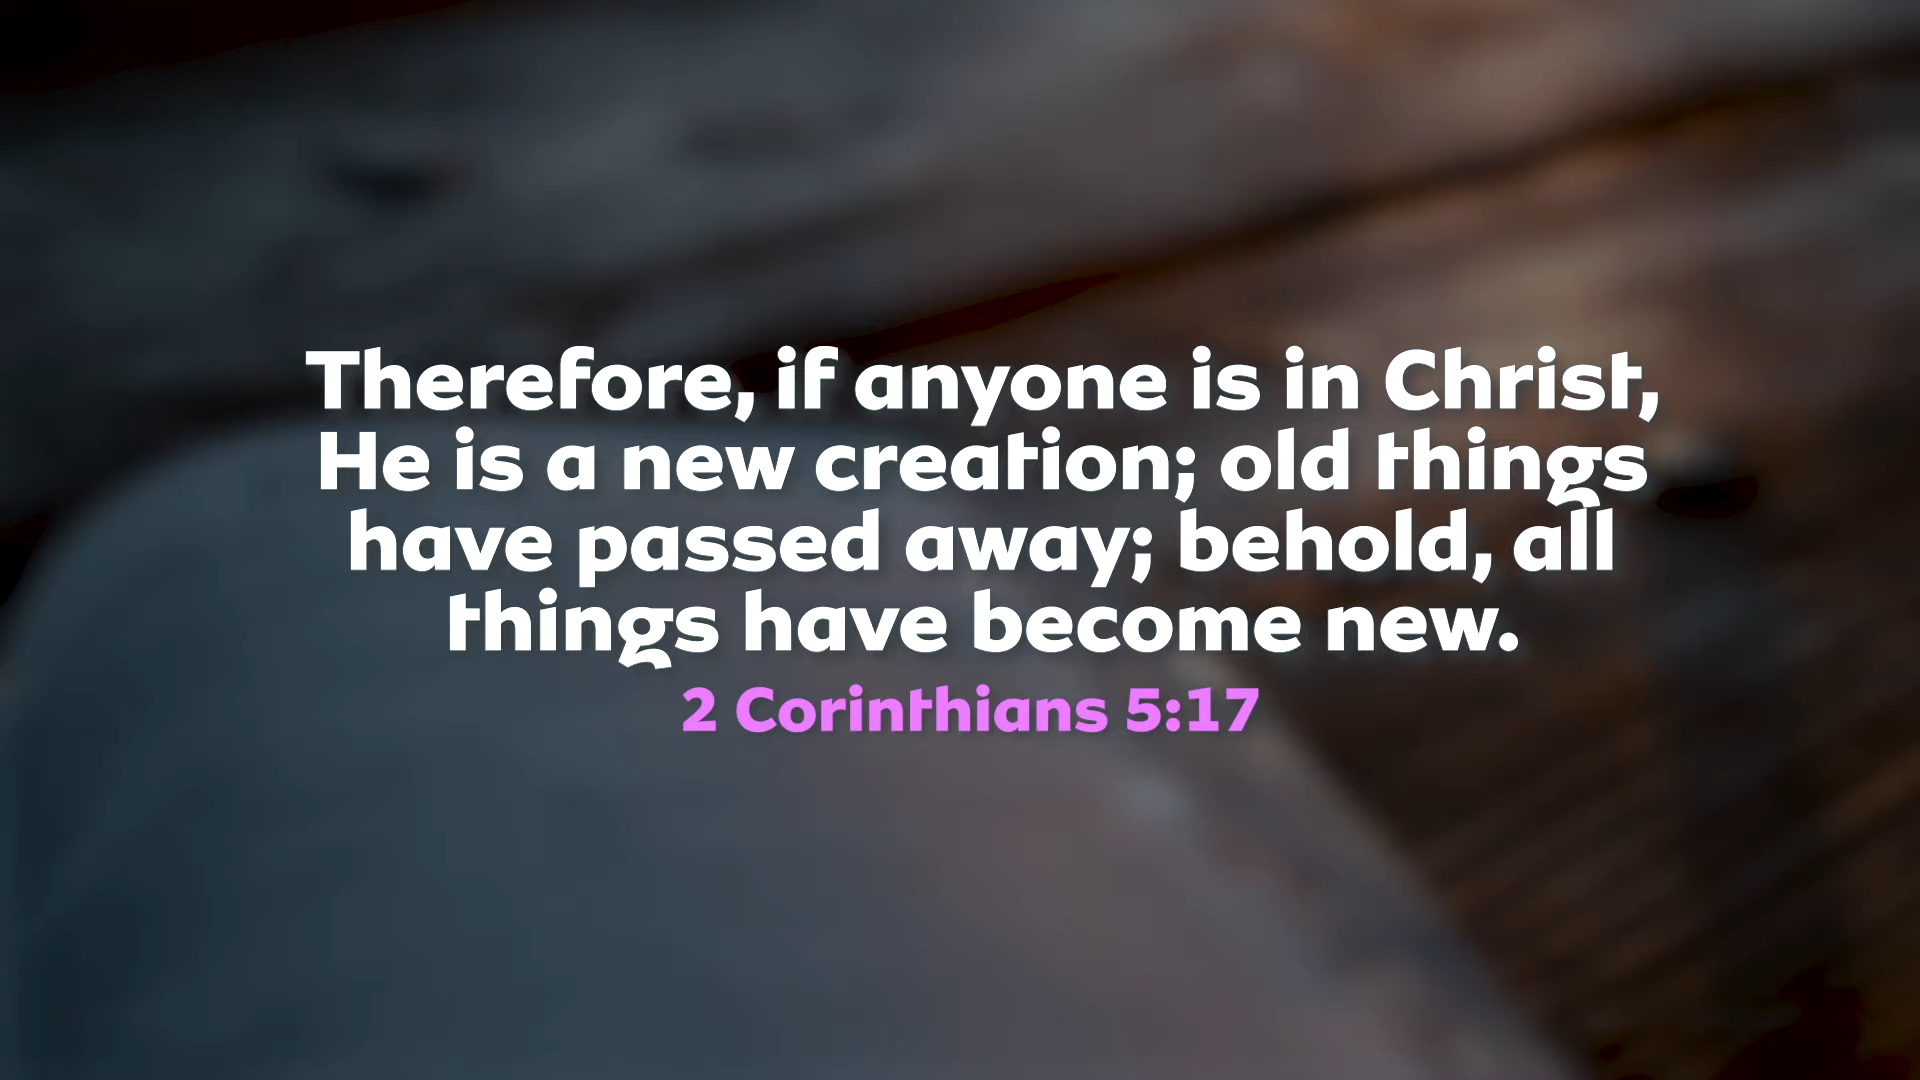 Therefore, if anyone is in Christ,
He is a new creation; old things
have passed away; behold, all
things have become new.
2 Corinthians 5:17